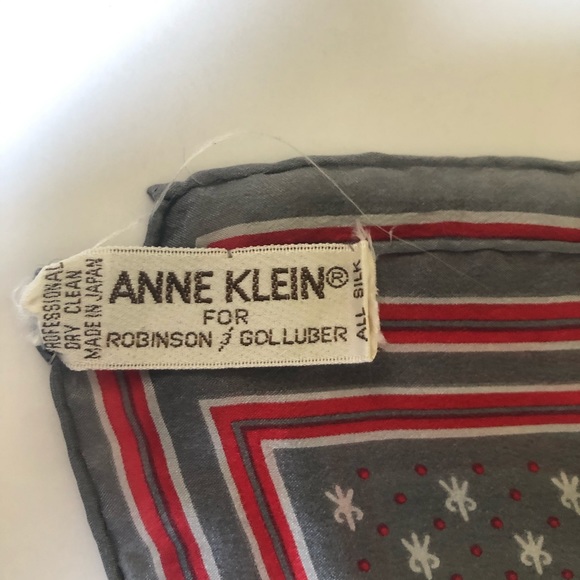 PROFESSIONAL
DRY CLEAN
MADE IN JAPAN
ANNE KLEIN®
FOR
ROBINSON & GOLLUBER
ALL SILK